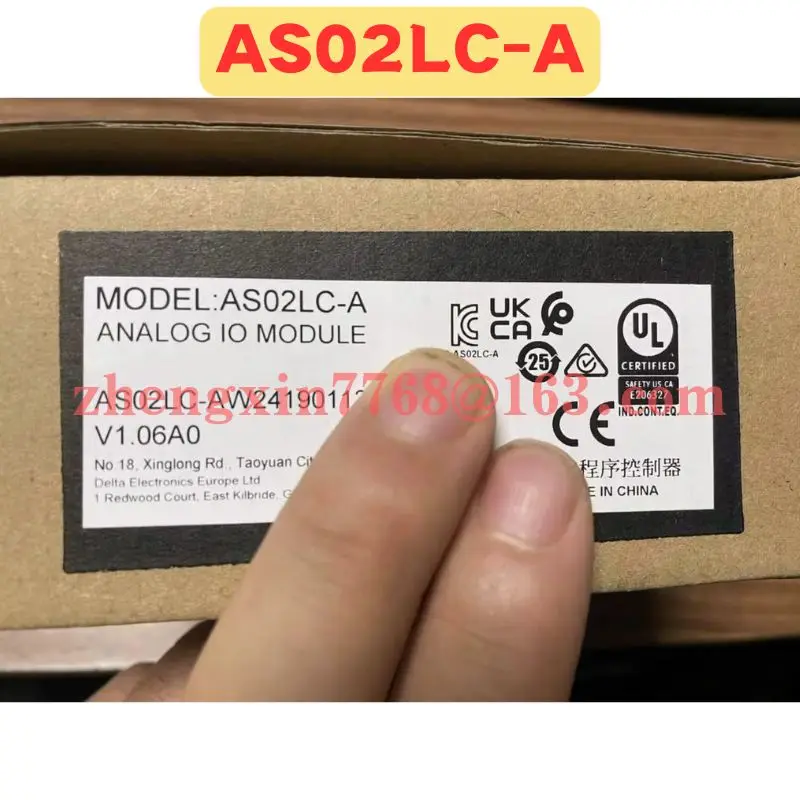 AS02LC-A
MODEL:AS02LC-A
ANALOG IO MODULE
AS02LC-A
UK
CA
25
UL
CERTIFIED
SAFETY US CA
E206327
IND.CONT.EQ.
zhengxin7768@163.com
AS02LC-AW2419011
V1.06A0
CE
No 18, Xinglong Rd., Taoyuan
Delta Electronics Europe Ltd
1 Redwood Court, East Kilbride,
程序控制器
IN CHINA